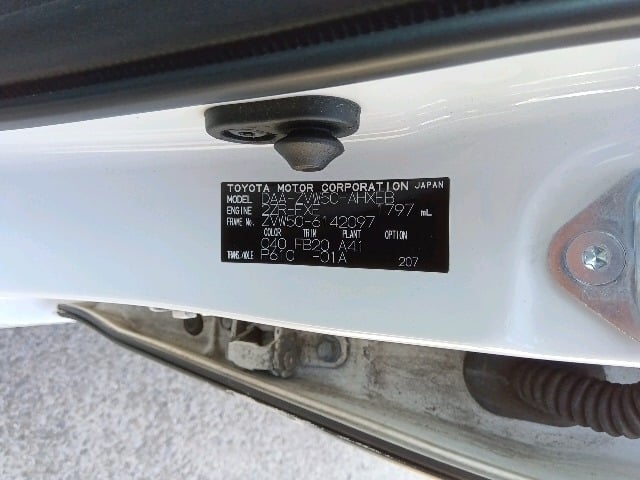 TOYOTA MOTOR CORPORATION JAPAN
MODEL DAA-ZVW50-AHXEB
ENGINE 2ZR-FXE 1797 mL
FRAME No. ZVW50-6142097
COLOR TRIM PLANT OPTION
040 FB20 A41
TRANS./AXLE P610 -01A 207